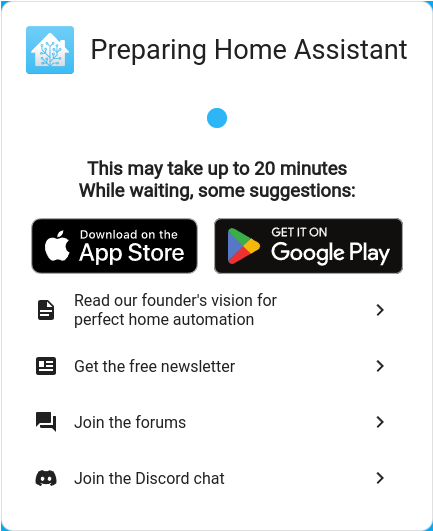 Preparing Home Assistant
This may take up to 20 minutes
While waiting, some suggestions:
Download on the
App Store
GET IT ON
Google Play
Read our founder's vision for
perfect home automation
Get the free newsletter
Join the forums
Join the Discord chat